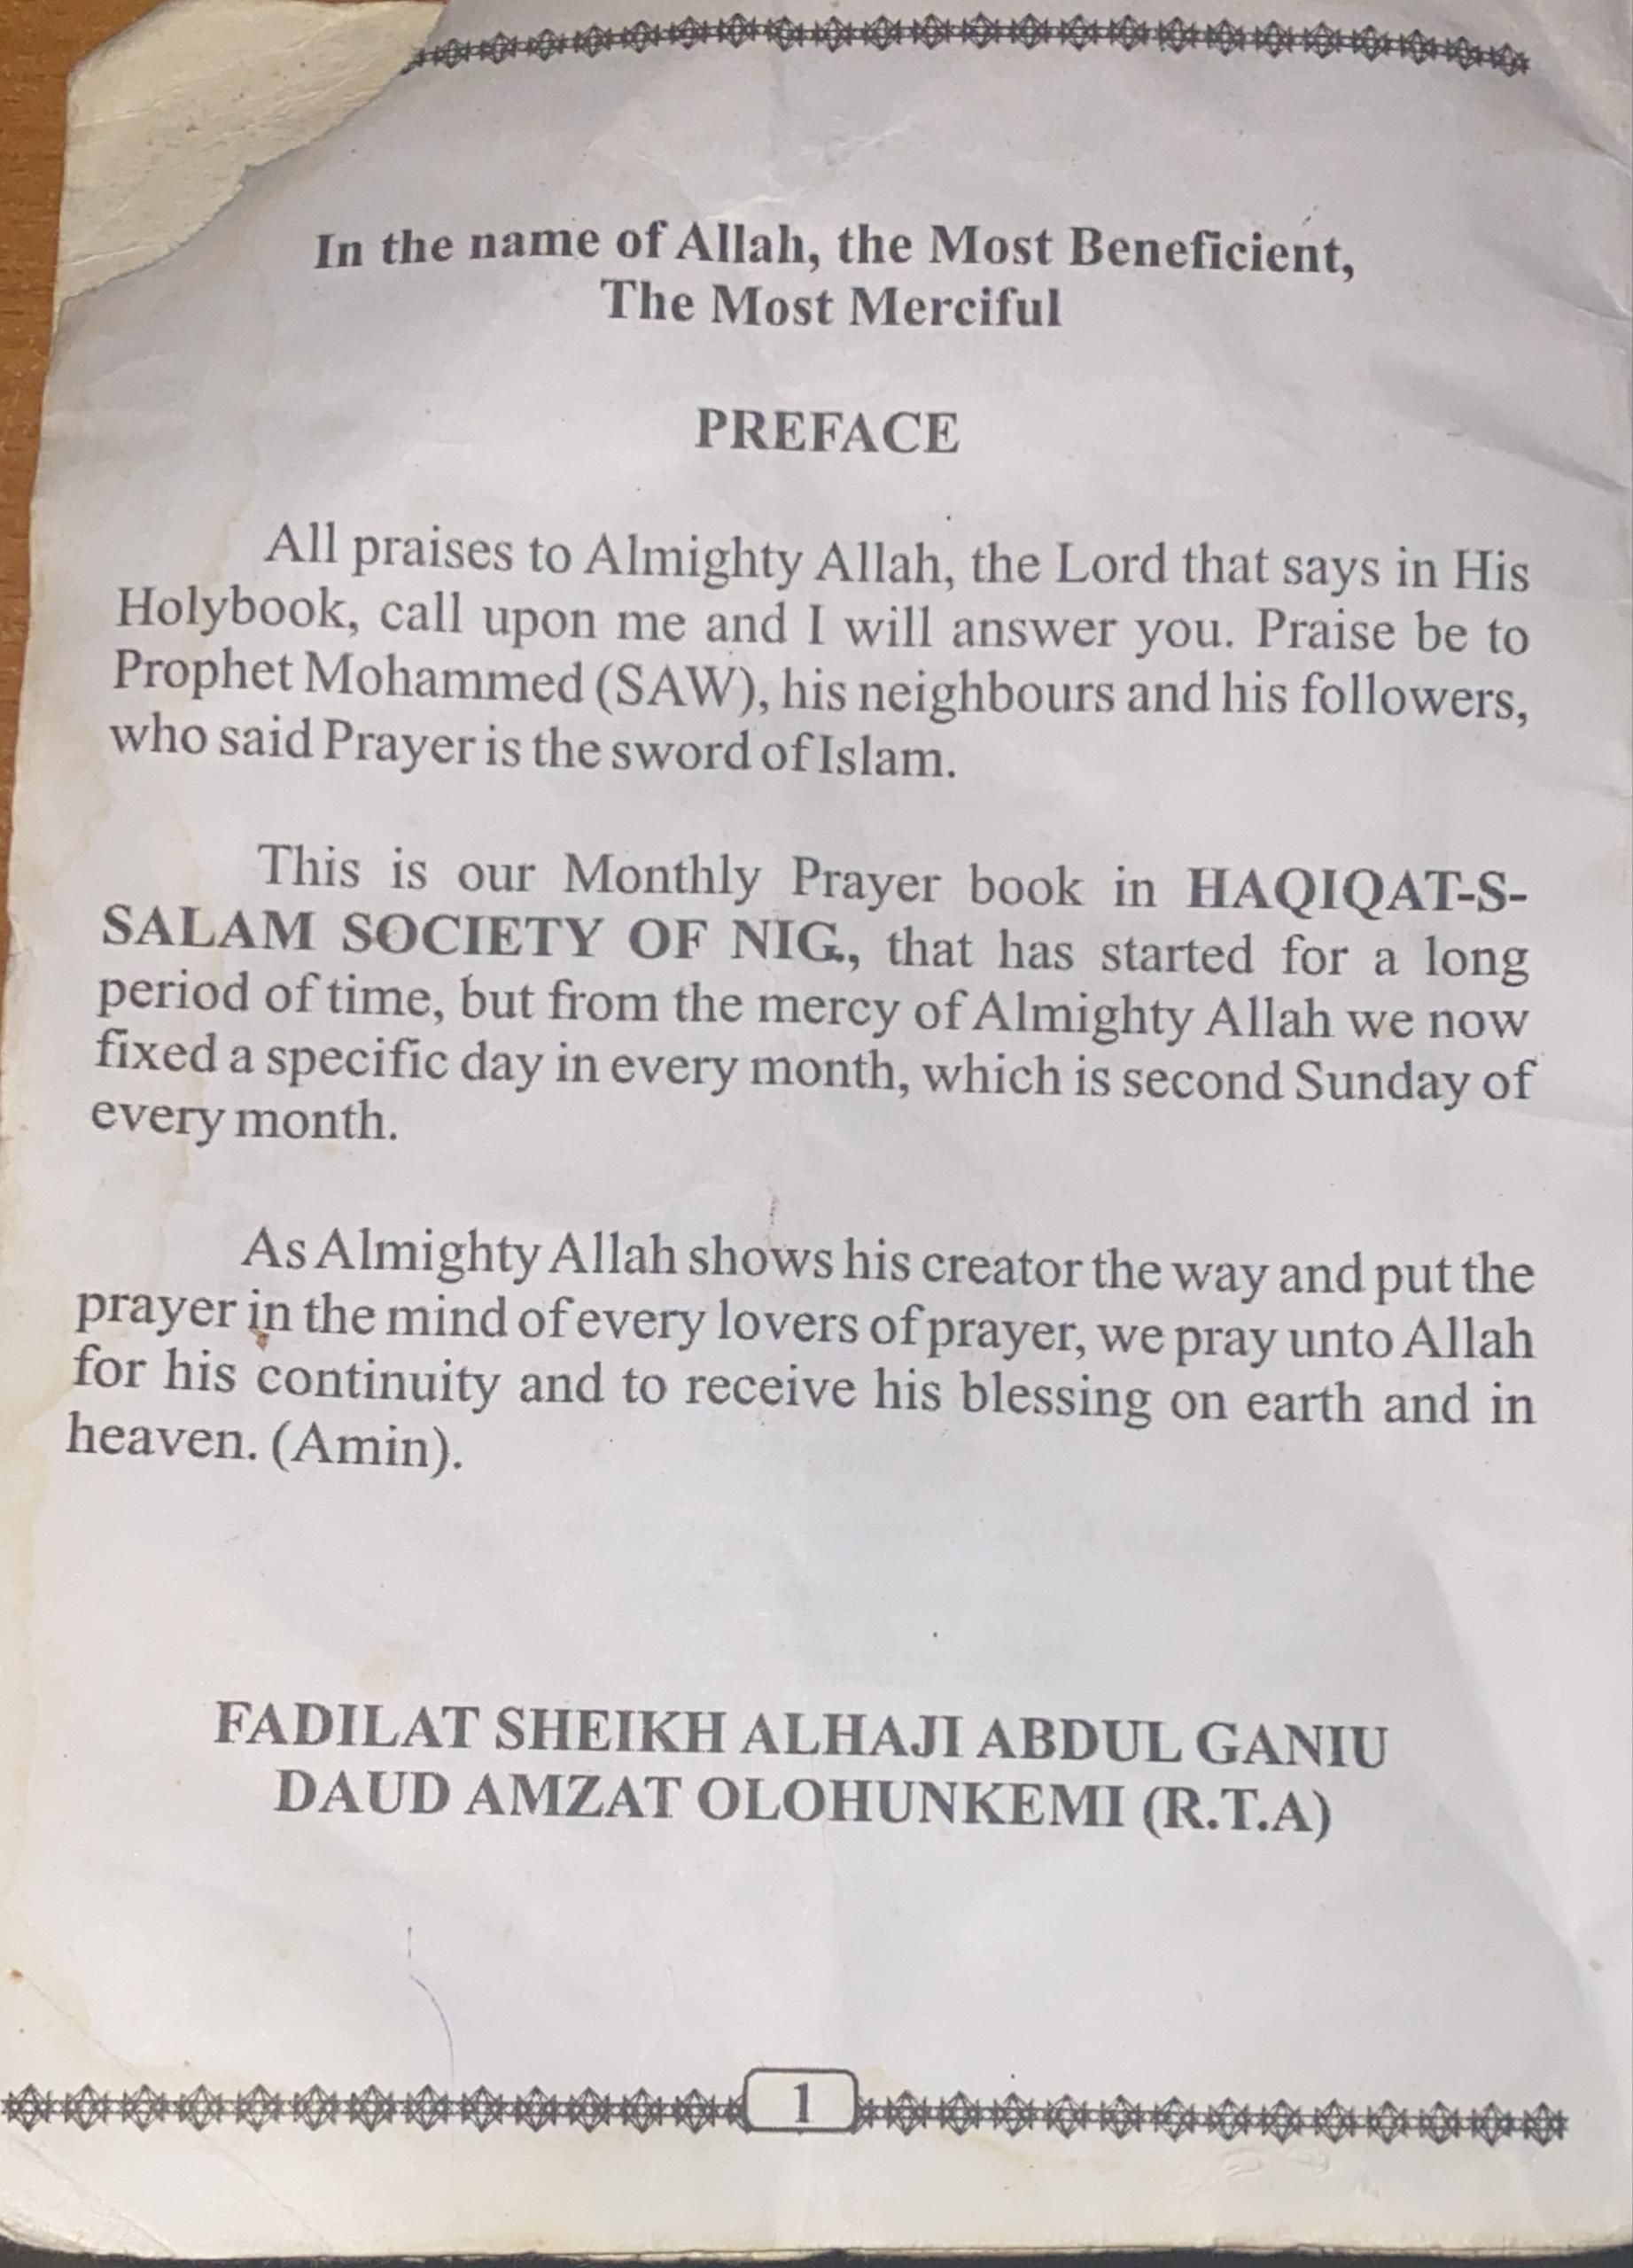 In the name of Allah, the Most Beneficient,
The Most Merciful
PREFACE
All praises to Almighty Allah, the Lord that says in His
Holybook, call upon me and I will answer you. Praise be to
Prophet Mohammed (SAW), his neighbours and his followers,
who said Prayer is the sword of Islam.
This is our Monthly Prayer book in HAQIQAT-S-
SALAM SOCIETY OF NIG., that has started for a long
period of time, but from the mercy of Almighty Allah we now
fixed a specific day in every month, which is second Sunday of
every month.
As Almighty Allah shows his creator the way and put the
prayer in the mind of every lovers of prayer, we pray unto Allah
for his continuity and to receive his blessing on earth and in
heaven. (Amin).
FADILAT SHEIKH ALHAJI ABDUL GANIU
DAUD AMZAT OLOHUNKEMI (R.T.A)
1